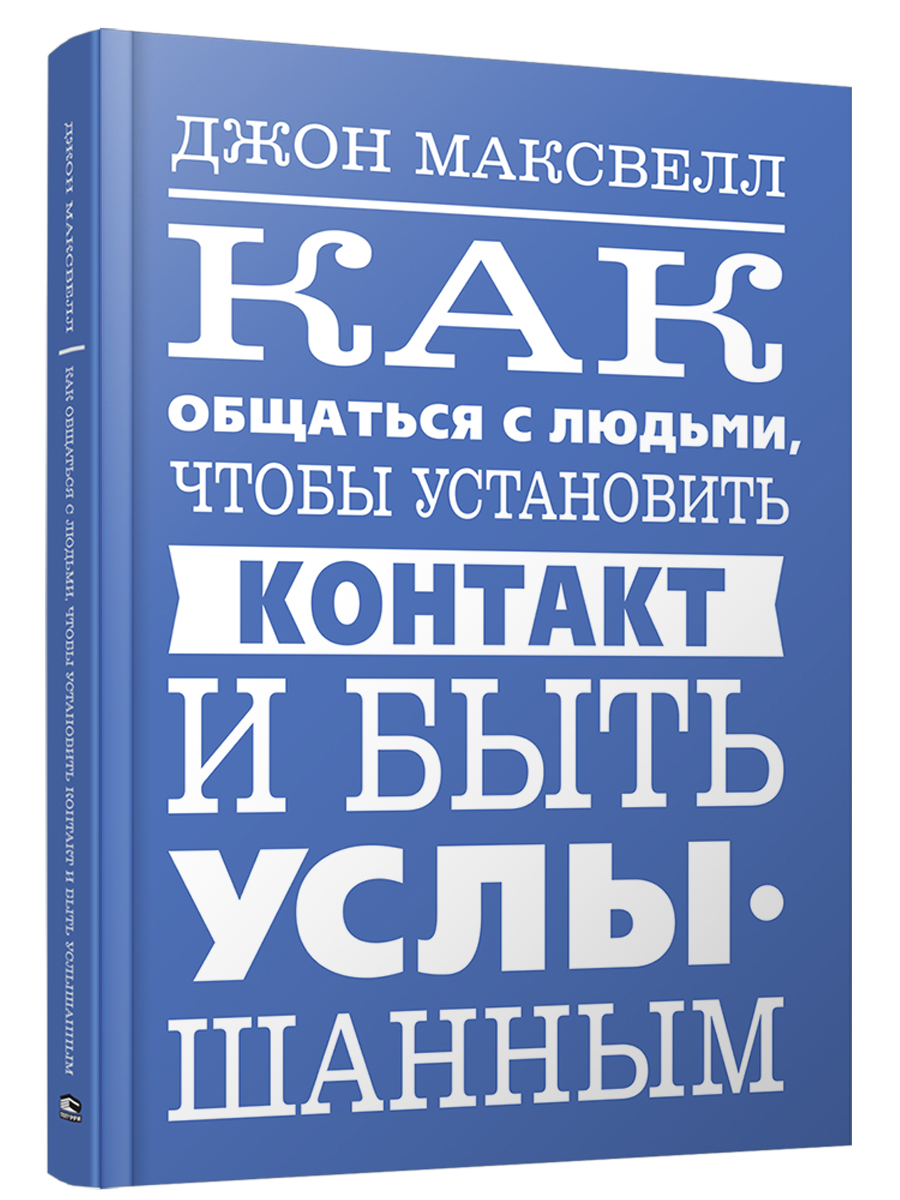 ДЖОН МАКСВЕЛЛ
КАК
ОБЩАТЬСЯ С ЛЮДЬМИ,
ЧТОБЫ УСТАНОВИТЬ
КОНТАКТ
И БЫТЬ
УСЛЫ·
ШАННЫМ
ДЖОН МАКСВЕЛЛ | КАК ОБЩАТЬСЯ С ЛЮДЬМИ, ЧТОБЫ УСТАНОВИТЬ КОНТАКТ И БЫТЬ УСЛЫШАННЫМ